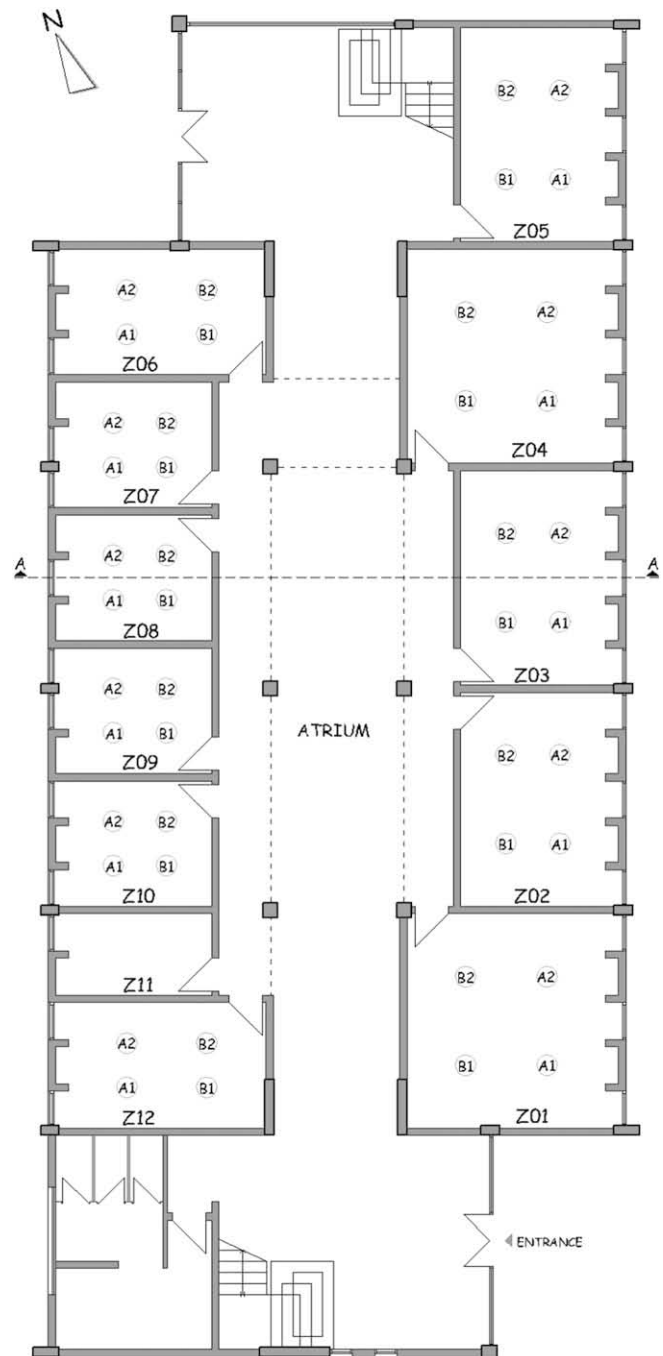 N
B2 A2
B1 A1
Z05
A2 B2
A1 B1
Z06
B2 A2
B1 A1
Z04
A2 B2
A1 B1
Z07
B2 A2
B1 A1
Z03
A2 B2
A1 B1
Z08
A A
A2 B2
A1 B1
Z09
ATRIUM
B2 A2
B1 A1
Z02
A2 B2
A1 B1
Z10
Z11
B2 A2
B1 A1
Z01
A2 B2
A1 B1
Z12
ENTRANCE